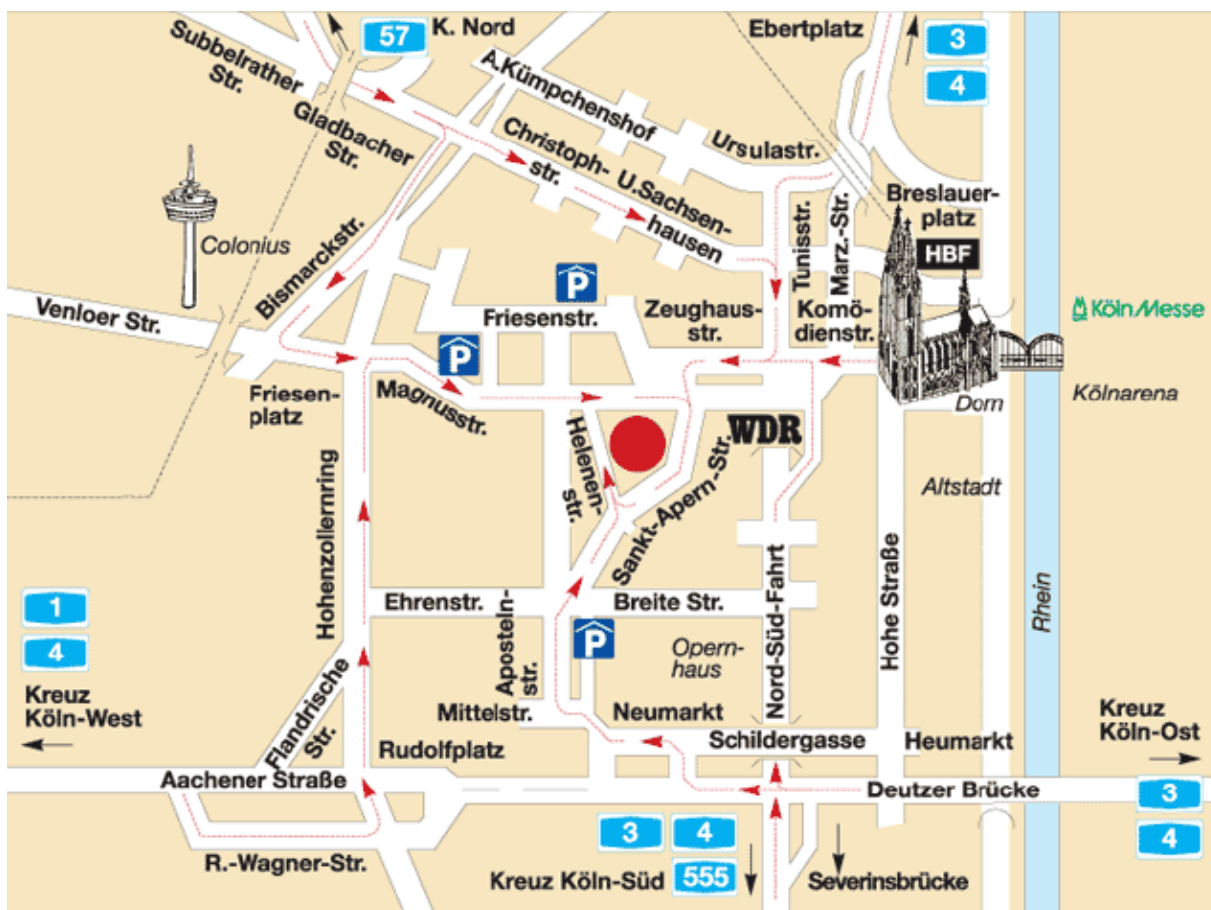 57
K. Nord
Ebertplatz
3
4
Subbelrather
Str.
Gladbacher
Str.
A.Kümpchenshof
Christoph-
str.
U.Sachsen-
hausen
Ursulastr.
Tunisstr.
Marz.-Str.
Breslauer-
platz
HBF
Colonius
Bismarckstr.
Venloer Str.
P
Friesenstr.
Zeughaus-
str.
Komö-
dienstr.
Köln Messe
P
Friesen-
platz
Magnusstr.
Helenen-
str.
WDR
Dom
Kölnarena
Sankt-Apern-Str.
Altstadt
Hohenzollernring
1
4
Kreuz
Köln-West
Ehrenstr.
Aposteln-
str.
Breite Str.
P
Opern-
haus
Nord-Süd-Fahrt
Hohe Straße
Rhein
Flandrische
Str.
Mittelstr.
Neumarkt
Rudolfplatz
Schildergasse
Heumarkt
Kreuz
Köln-Ost
3
4
Aachener Straße
Deutzer Brücke
R.-Wagner-Str.
3
4
Kreuz Köln-Süd
555
Severinsbrücke